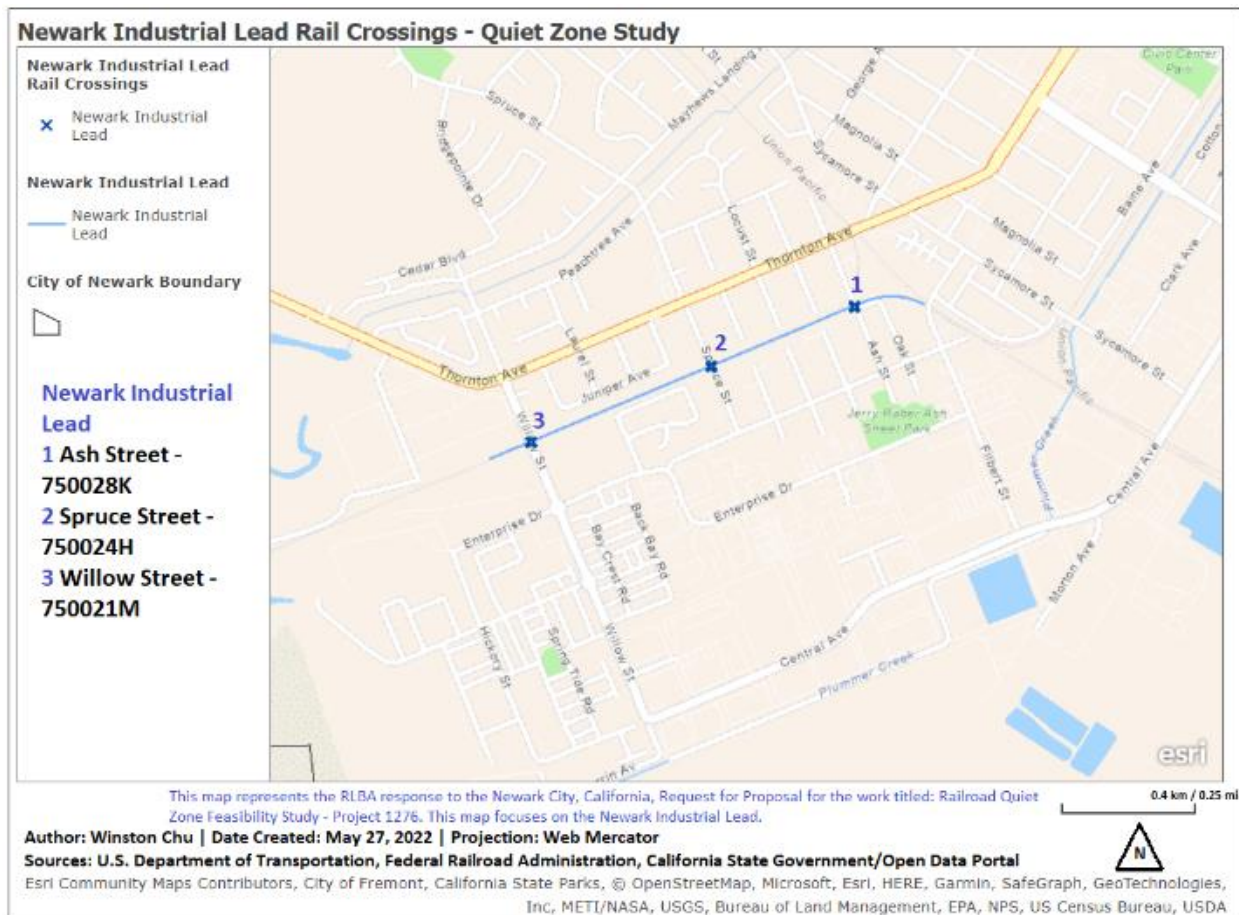 Newark Industrial Lead Rail Crossings - Quiet Zone Study
Newark Industrial Lead
Rail Crossings
Newark Industrial
Lead
Newark Industrial Lead
Newark Industrial
Lead
City of Newark Boundary
Newark Industrial
Lead
1 Ash Street -
750028K
2 Spruce Street -
750024H
3 Willow Street -
750021M
Civic Center
Park
George A
St
Mayhews Landing
Spruce St
Bridgepointe Dr
Magnolia St
Sycamore St
Union Pacific
Baine Ave
Cotton
Clark Ave
Locust St
Thornton Ave
Peachtree Ave
Cedar Blvd
Magnolia St
Sycamore St
Sycamore St
Union Pacific
1
Oak St
Ash St
2
Spruce St
Laurel St
Juniper Ave
Thornton Ave
3
Willow St
Jerry Raber Ash
Street Park
Filbert St
Plummer Creek
Central Ave
Enterprise Dr
Enterprise Dr
Back Bay Rd
Bay Crest Rd
Morton Ave
Willow St
Hickory St
Spring Tide Rd
Central Ave
Plummer Creek
rrin Av
esri
This map represents the RLBA response to the Newark City, California, Request for Proposal for the work titled: Railroad Quiet
Zone Feasibility Study - Project 1276. This map focuses on the Newark Industrial Lead.
0.4 km / 0.25 mi
Author: Winston Chu | Date Created: May 27, 2022 | Projection: Web Mercator
N
Sources: U.S. Department of Transportation, Federal Railroad Administration, California State Government/Open Data Portal
Esri Community Maps Contributors, City of Fremont, California State Parks, © OpenStreetMap, Microsoft, Esri, HERE, Garmin, SafeGraph, GeoTechnologies,
Inc, METI/NASA, USGS, Bureau of Land Management, EPA, NPS, US Census Bureau, USDA